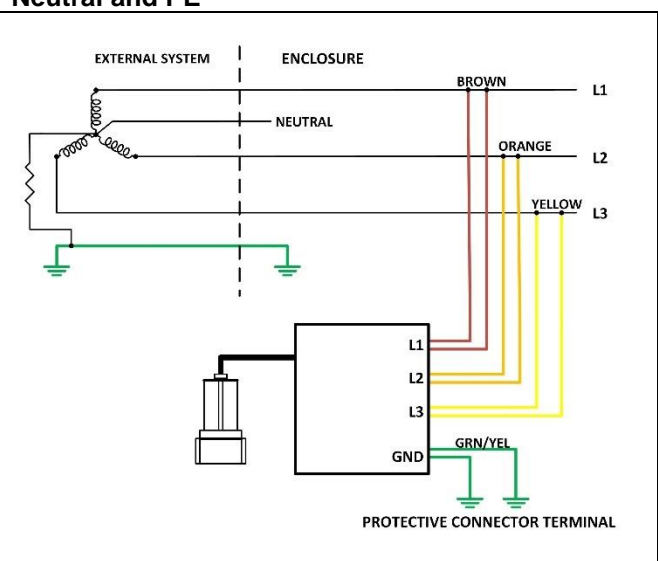 Neutral and PE
EXTERNAL SYSTEM
ENCLOSURE
BROWN
L1
NEUTRAL
ORANGE
L2
YELLOW
L3
L1
L2
L3
GRN/YEL
GND
PROTECTIVE CONNECTOR TERMINAL